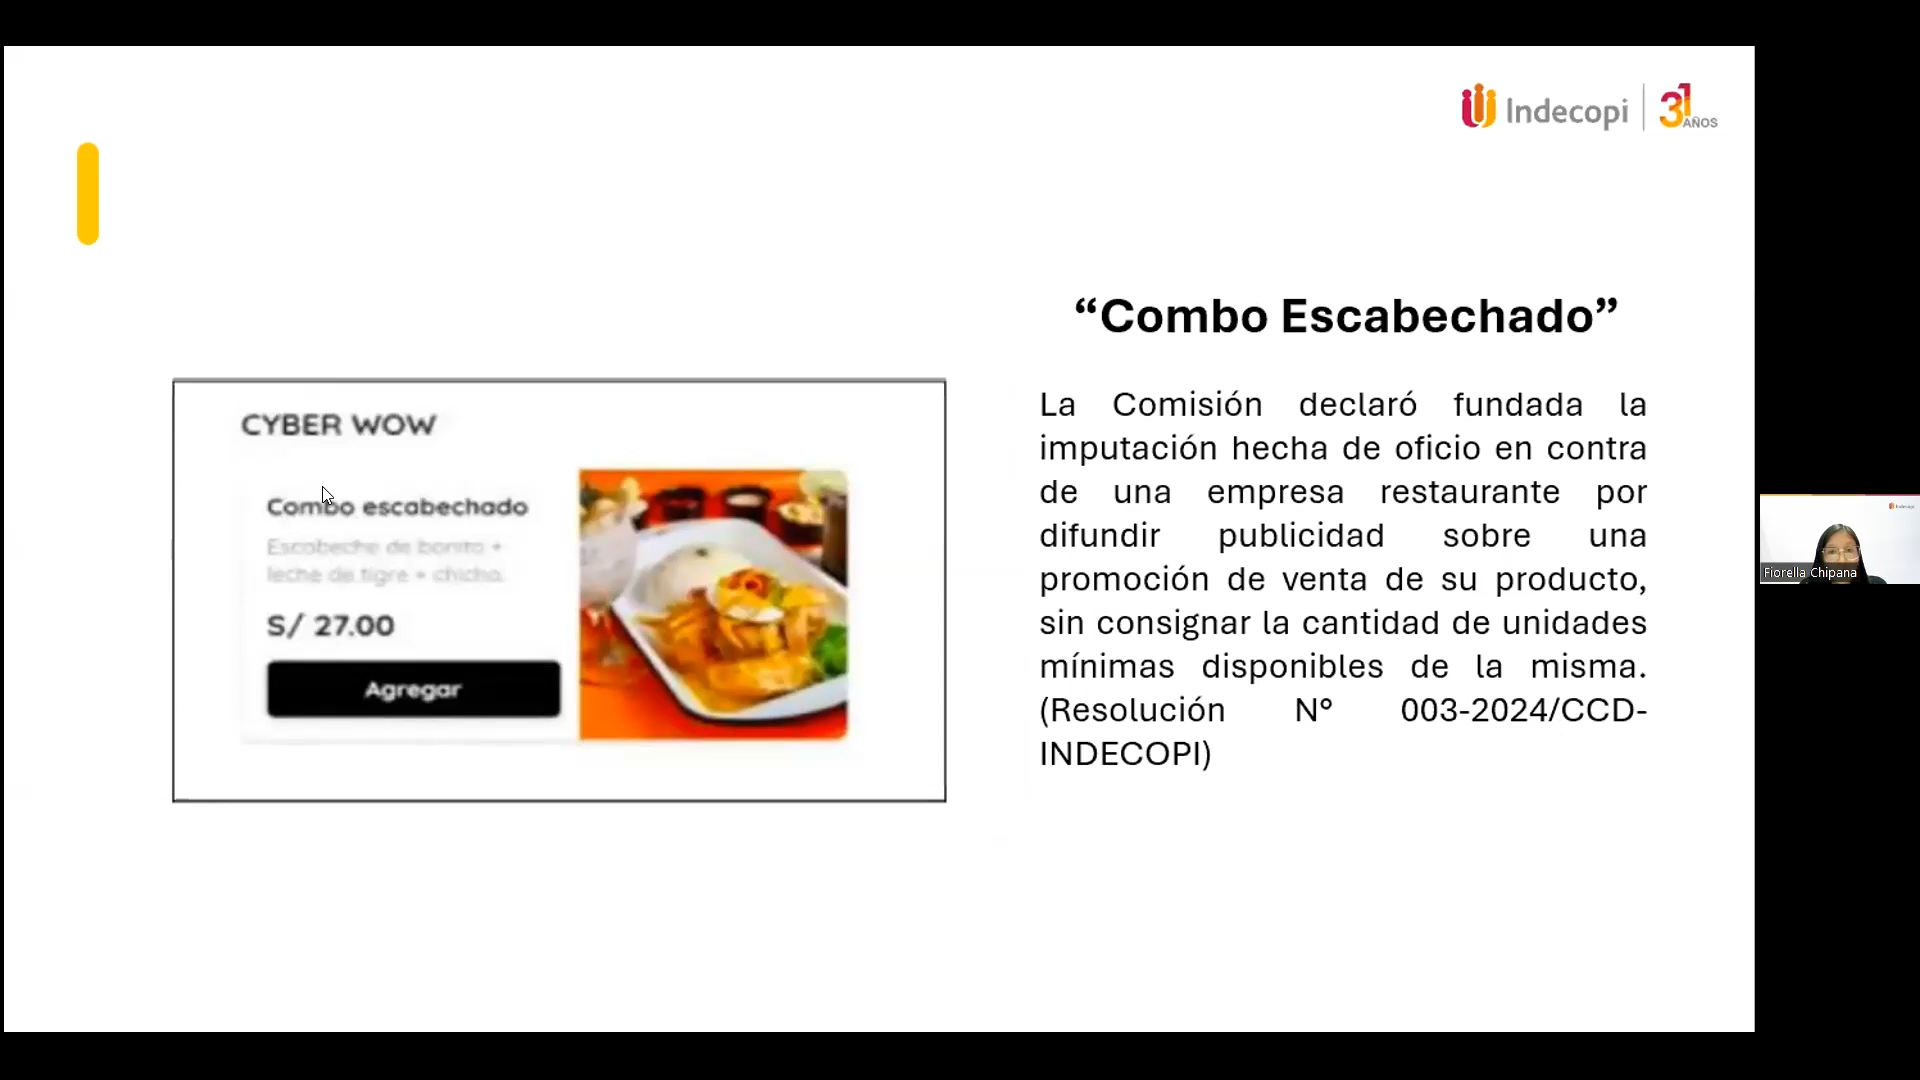 Indecopi
31
AÑOS
“Combo Escabechado”
CYBER WOW
Combo escabechado
Escabeche de bonito +
leche de tigre + chicha.
S/ 27.00
Agregar
La Comisión declaró fundada la
imputación hecha de oficio en contra
de una empresa restaurante por
difundir publicidad sobre una
promoción de venta de su producto,
sin consignar la cantidad de unidades
mínimas disponibles de la misma.
(Resolución N° 003-2024/CCD-
INDECOPI)
Indecopi
Fiorella Chipana